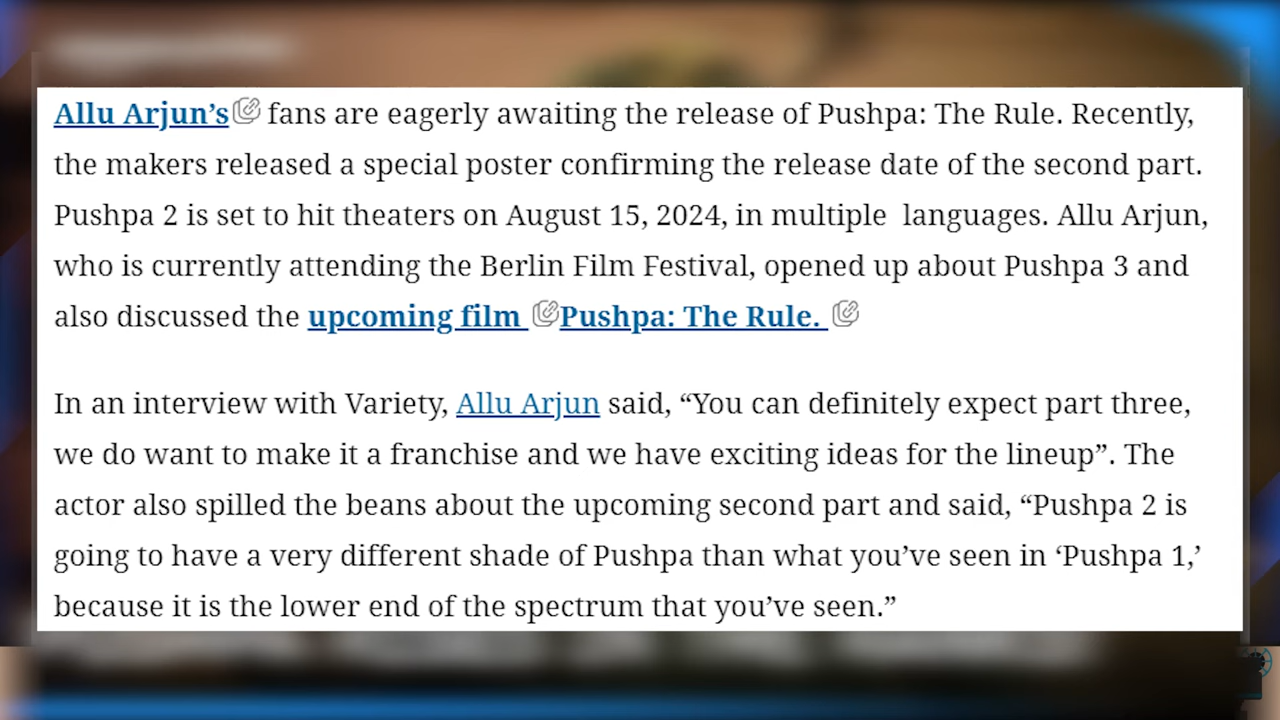 Allu Arjun’s fans are eagerly awaiting the release of Pushpa: The Rule. Recently,
the makers released a special poster confirming the release date of the second part.
Pushpa 2 is set to hit theaters on August 15, 2024, in multiple languages. Allu Arjun,
who is currently attending the Berlin Film Festival, opened up about Pushpa 3 and
also discussed the upcoming film Pushpa: The Rule.
In an interview with Variety, Allu Arjun said, “You can definitely expect part three,
we do want to make it a franchise and we have exciting ideas for the lineup”. The
actor also spilled the beans about the upcoming second part and said, “Pushpa 2 is
going to have a very different shade of Pushpa than what you’ve seen in ‘Pushpa 1,’
because it is the lower end of the spectrum that you’ve seen.”